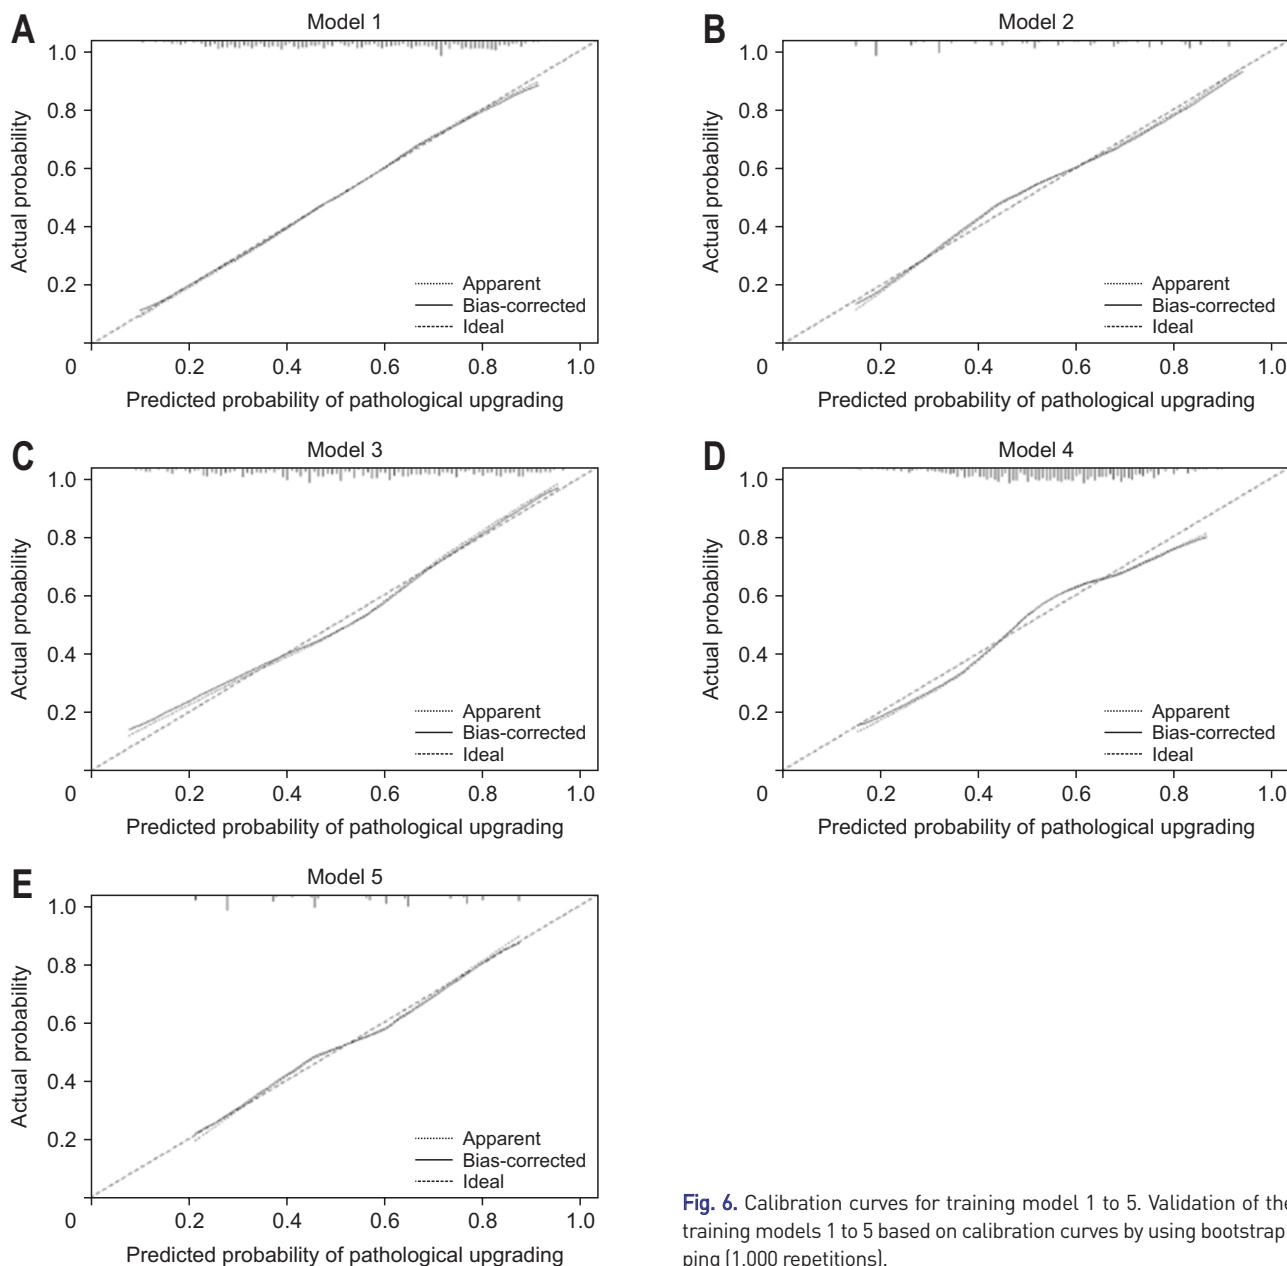 A
Model 1
1.0
0.8
0.6
0.4
0.2
0
0.2
0.4
0.6
0.8
1.0
Actual probability
Predicted probability of pathological upgrading
Apparent
Bias-corrected
Ideal
B
Model 2
1.0
0.8
0.6
0.4
0.2
0
0.2
0.4
0.6
0.8
1.0
Actual probability
Predicted probability of pathological upgrading
Apparent
Bias-corrected
Ideal
C
Model 3
1.0
0.8
0.6
0.4
0.2
0
0.2
0.4
0.6
0.8
1.0
Actual probability
Predicted probability of pathological upgrading
Apparent
Bias-corrected
Ideal
D
Model 4
1.0
0.8
0.6
0.4
0.2
0
0.2
0.4
0.6
0.8
1.0
Actual probability
Predicted probability of pathological upgrading
Apparent
Bias-corrected
Ideal
E
Model 5
1.0
0.8
0.6
0.4
0.2
0
0.2
0.4
0.6
0.8
1.0
Actual probability
Predicted probability of pathological upgrading
Apparent
Bias-corrected
Ideal
Fig. 6. Calibration curves for training model 1 to 5. Validation of the
training models 1 to 5 based on calibration curves by using bootstrap
ping (1,000 repetitions).